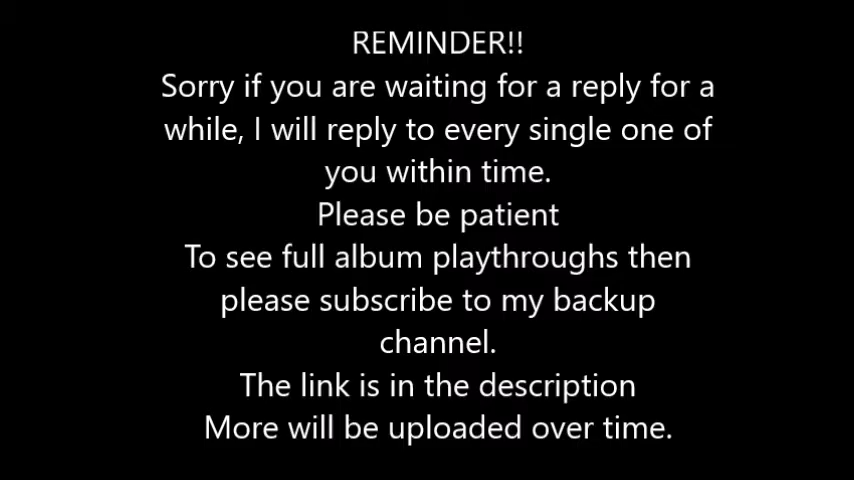 REMINDER!!
Sorry if you are waiting for a reply for a
while, I will reply to every single one of
you within time.
Please be patient
To see full album playthroughs then
please subscribe to my backup
channel.
The link is in the description
More will be uploaded over time.